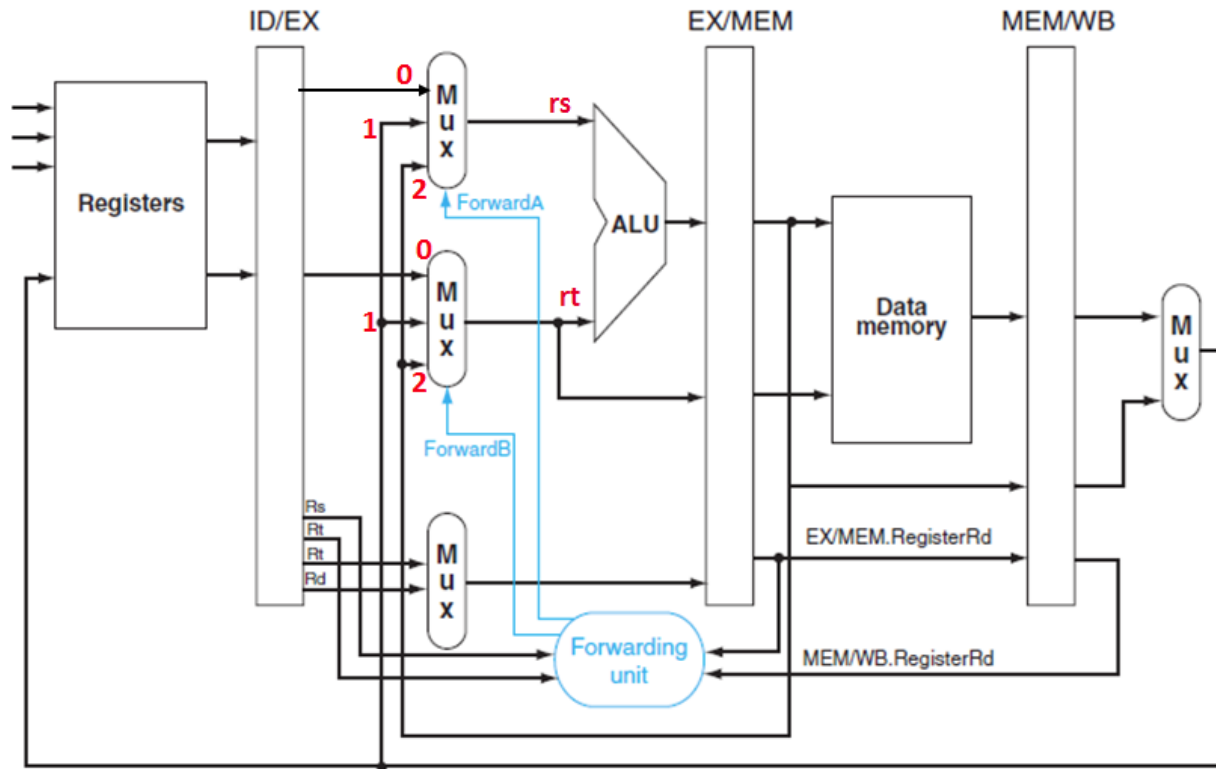 ID/EX
EX/MEM
MEM/WB
0
M
u
x
1
2
rs
Registers
ForwardA
ALU
0
M
u
x
1
2
rt
Data
memory
M
u
x
ForwardB
Rs
Rt
Rt
Rd
M
u
x
EX/MEM.RegisterRd
Forwarding
unit
MEM/WB.RegisterRd